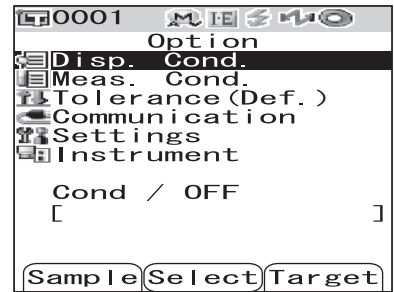 0001 M I·E
Option
Disp. Cond.
Meas. Cond.
Tolerance(Def.)
Communication
Settings
Instrument
Cond / OFF
[ ]
Sample Select Target